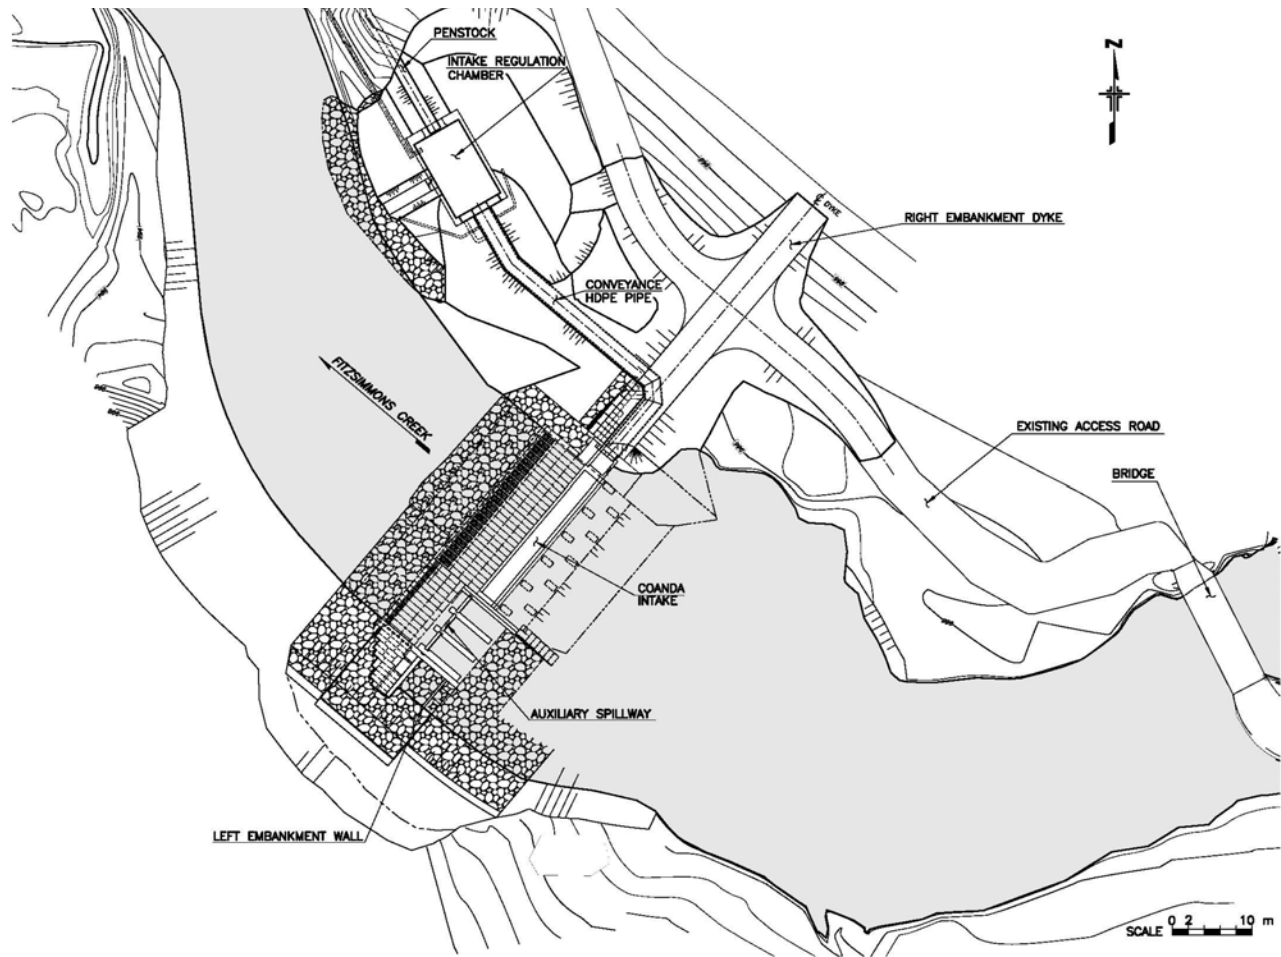 PENSTOCK
INTAKE REGULATION
CHAMBER
N
DYKE
RIGHT EMBANKMENT DYKE
CONVEYANCE
HDPE PIPE
FITZSIMMONS CREEK
EXISTING ACCESS ROAD
BRIDGE
COANDA
INTAKE
AUXILIARY SPILLWAY
LEFT EMBANKMENT WALL
0 2 10 m
SCALE